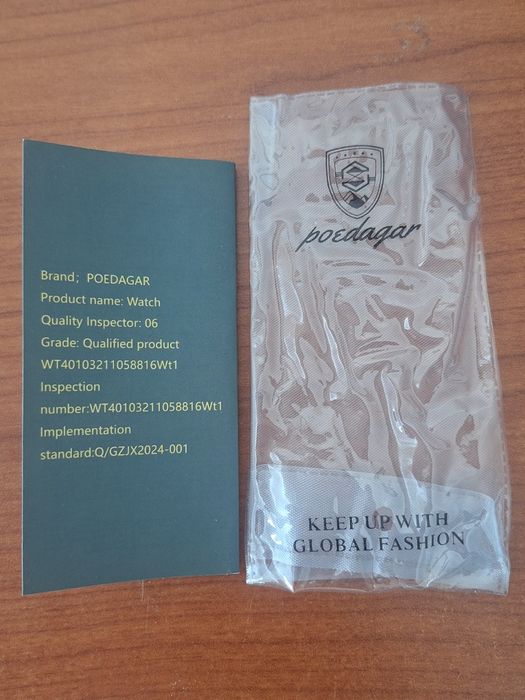 Brand；POEDAGAR
Product name: Watch
Quality Inspector: 06
Grade: Qualified product
WT40103211058816Wt1
Inspection
number:WT40103211058816Wt1
Implementation
standard:Q/GZJX2024-001
poedagar
KEEP UP WITH
GLOBAL FASHION